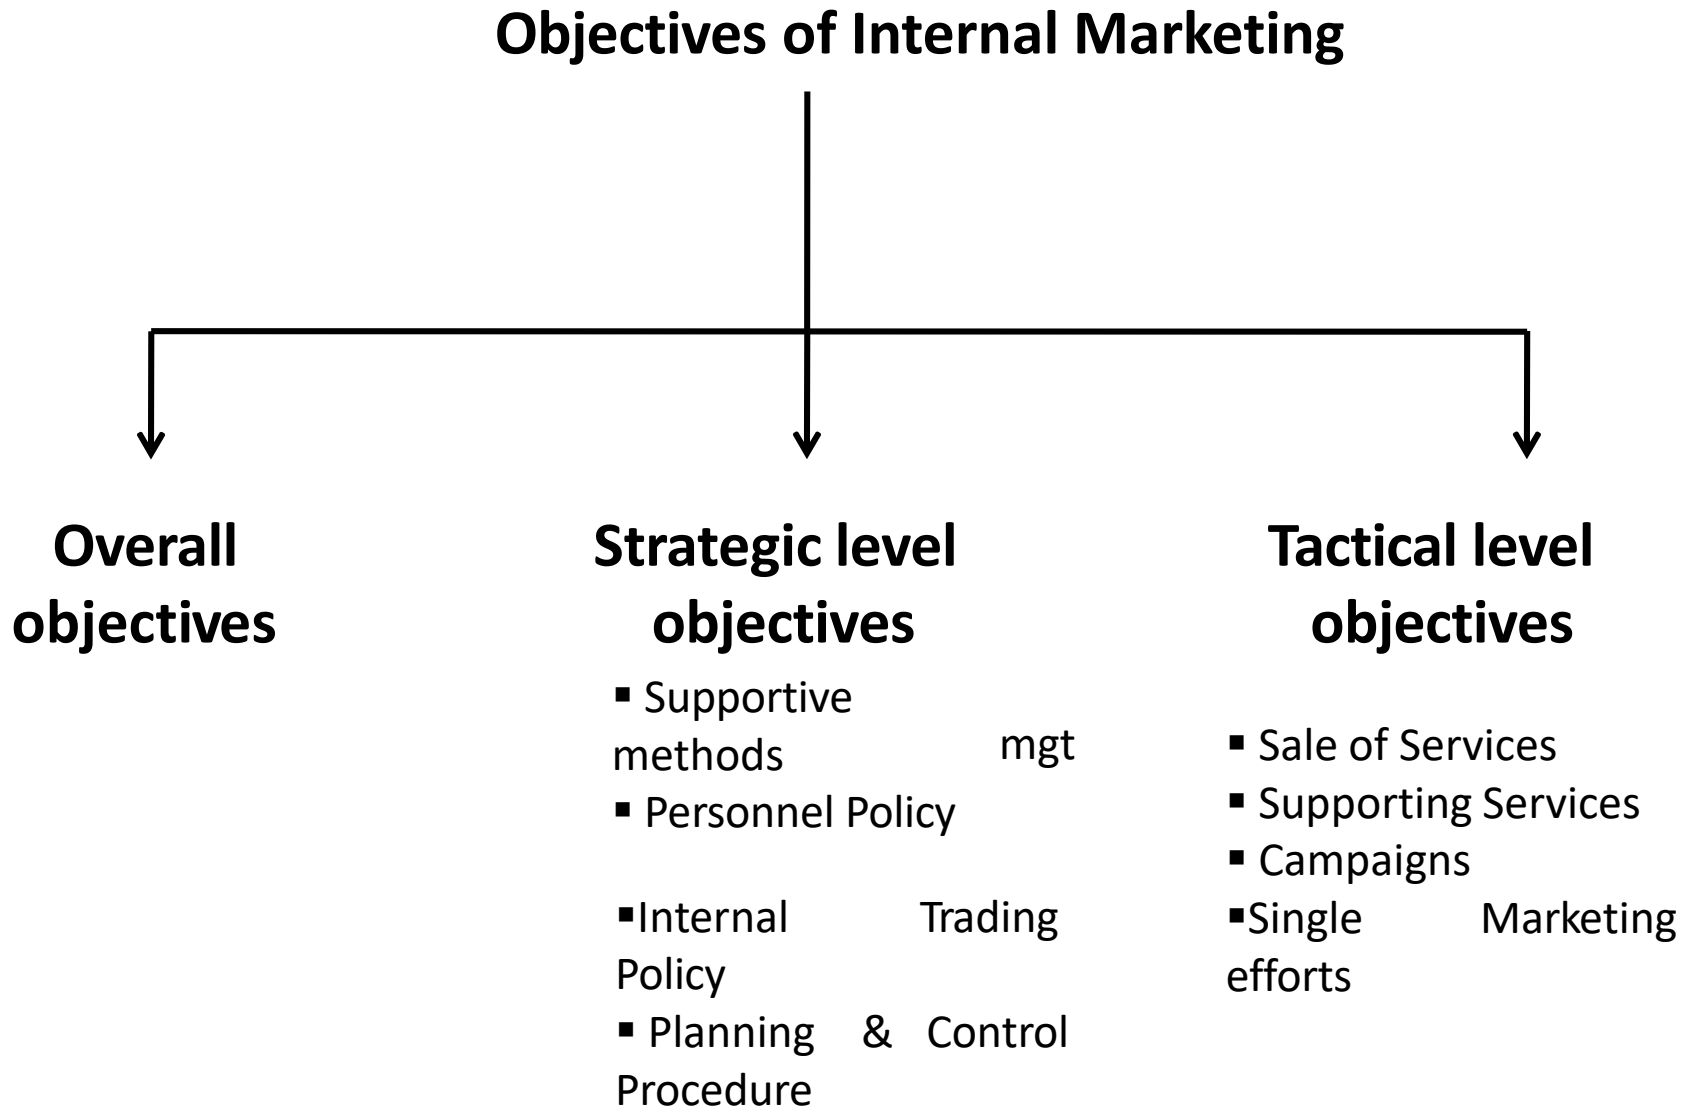 Objectives of Internal Marketing
Overall
objectives
Strategic level
objectives
▪ Supportive mgt
methods
▪ Personnel Policy
▪Internal Trading
Policy
▪ Planning & Control
Procedure
Tactical level
objectives
▪ Sale of Services
▪ Supporting Services
▪ Campaigns
▪Single Marketing
efforts